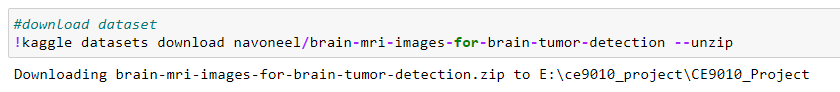 #download dataset
!kaggle datasets download navoneel/brain-mri-images-for-brain-tumor-detection --unzip
Downloading brain-mri-images-for-brain-tumor-detection.zip to E:\ce9010_project\CE9010_Project